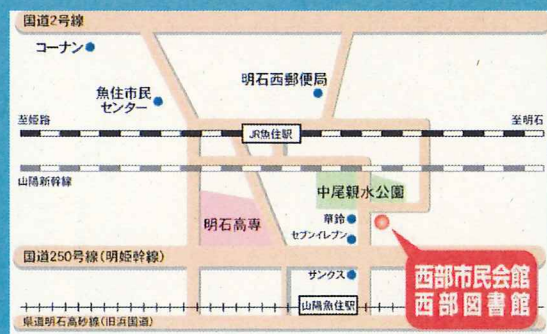 国道2号線
コーナン
明石西郵便局
魚住市民
センター
至姫路
JR魚住駅
至明石
山陽新幹線
中尾親水公園
明石高専
華鈴
セブンイレブン
国道250号線(明姫幹線)
サンクス
西部市民会館
西部図書館
山陽魚住駅
県道明石高砂線(旧浜国道)